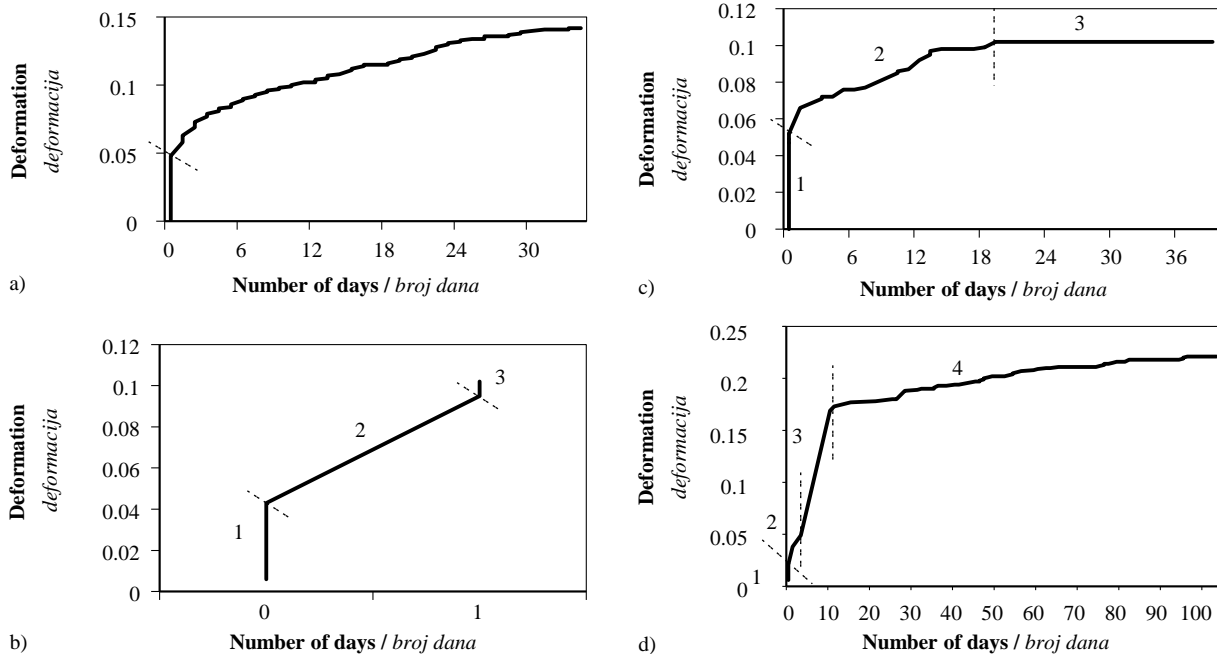 0.15
0.1
0.05
0
0 6 12 18 24 30
Deformation
deformacija
Number of days / broj dana
a)
0.12
0.1
0.08
0.06
0.04
0.02
0
0 6 12 18 24 30 36
1
2
3
Deformation
deformacija
Number of days / broj dana
c)
0.12
0.1
0.08
0.06
0.04
0.02
0
0 1
1
2
3
Deformation
deformacija
Number of days / broj dana
b)
0.25
0.2
0.15
0.1
0.05
0
0 10 20 30 40 50 60 70 80 90 100
1
2
3
4
Deformation
deformacija
Number of days / broj dana
d)